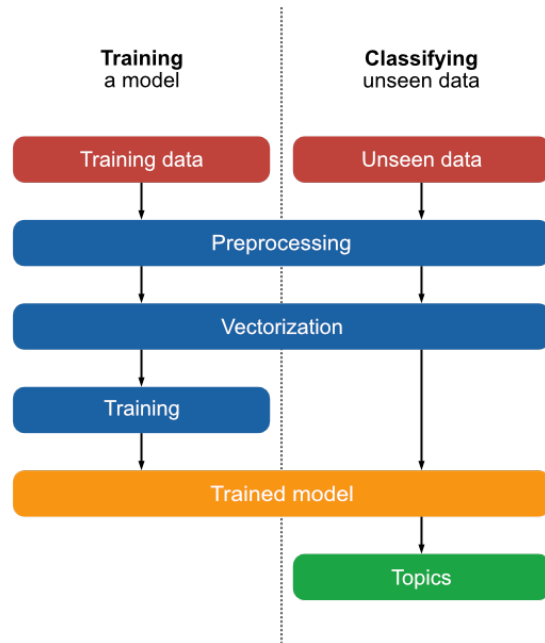 Training
a model
Classifying
unseen data
Training data
Unseen data
Preprocessing
Vectorization
Training
Trained model
Topics